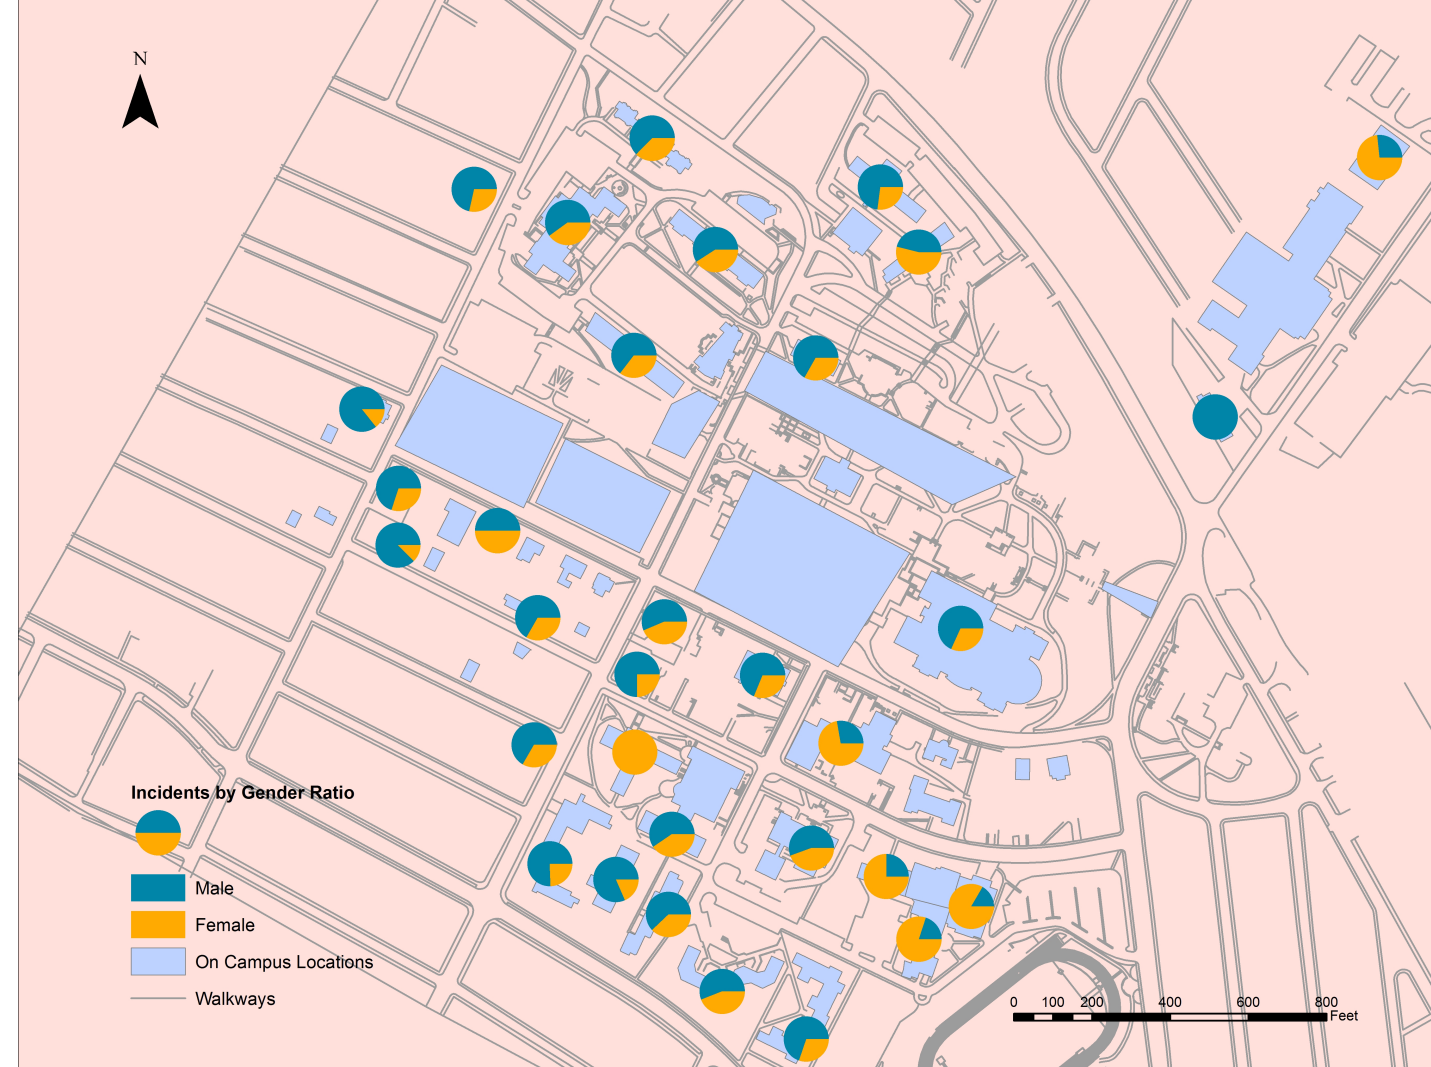 N
Incidents by Gender Ratio
Male
Female
On Campus Locations
Walkways
0 100 200 400 600 800
Feet